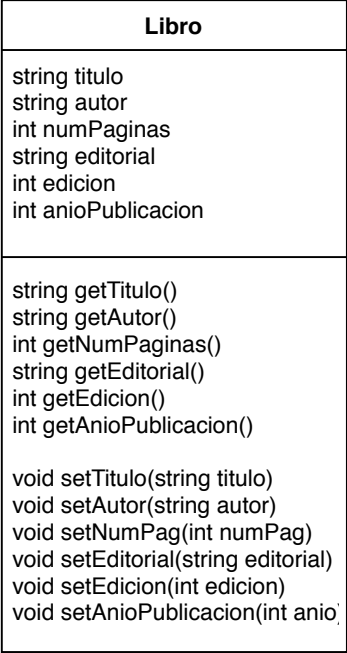 Libro
string titulo
string autor
int numPaginas
string editorial
int edicion
int anioPublicacion
string getTitulo()
string getAutor()
int getNumPaginas()
string getEditorial()
int getEdicion()
int getAnioPublicacion()
void setTitulo(string titulo)
void setAutor(string autor)
void setNumPag(int numPag)
void setEditorial(string editorial)
void setEdicion(int edicion)
void setAnioPublicacion(int anio)